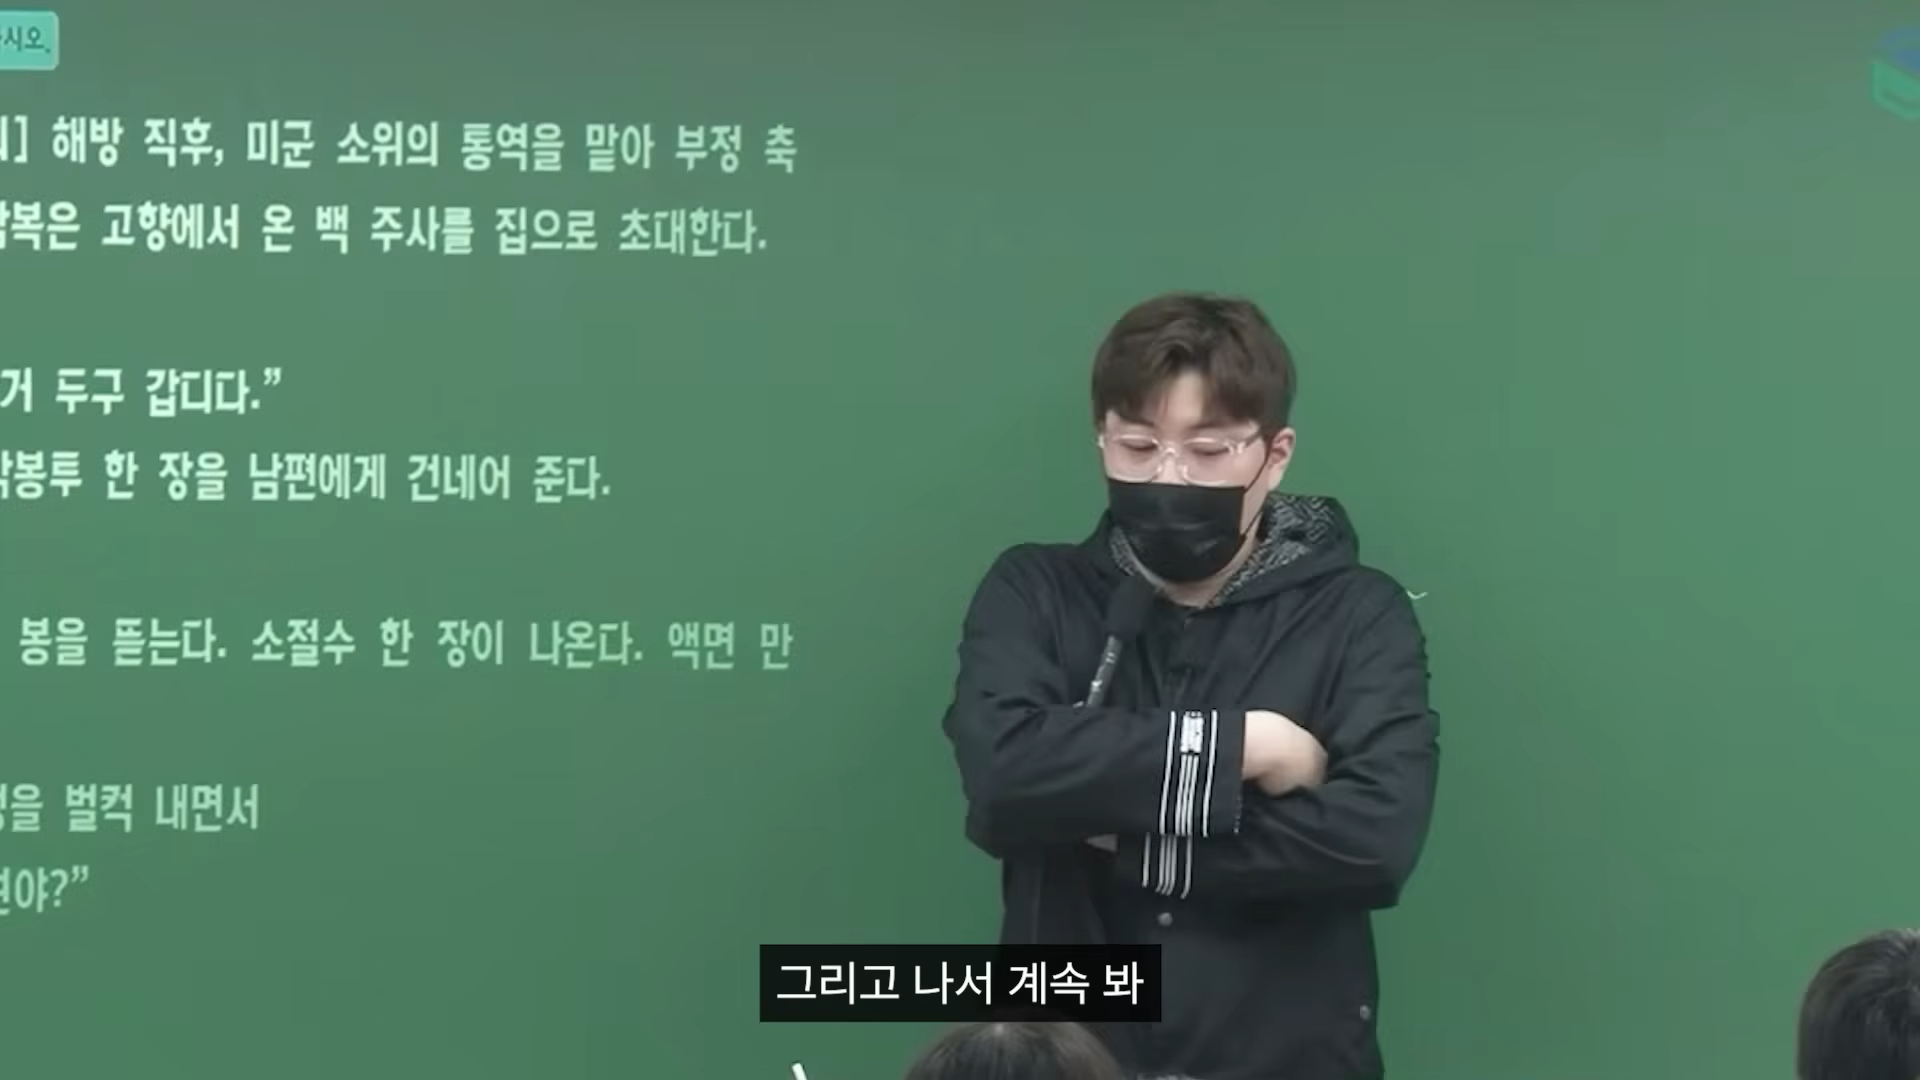 시오.
해방 직후, 미군 소위의 통역을 맡아 부정 축
복은 고향에서 온 백 주사를 집으로 초대한다.
거 두구 갑디다.”
봉투 한 장을 남편에게 건네어 준다.
봉을 뜯는다. 소절수 한 장이 나온다. 액면 만
을 벌컥 내면서
야?”
그리고 나서 계속 봐